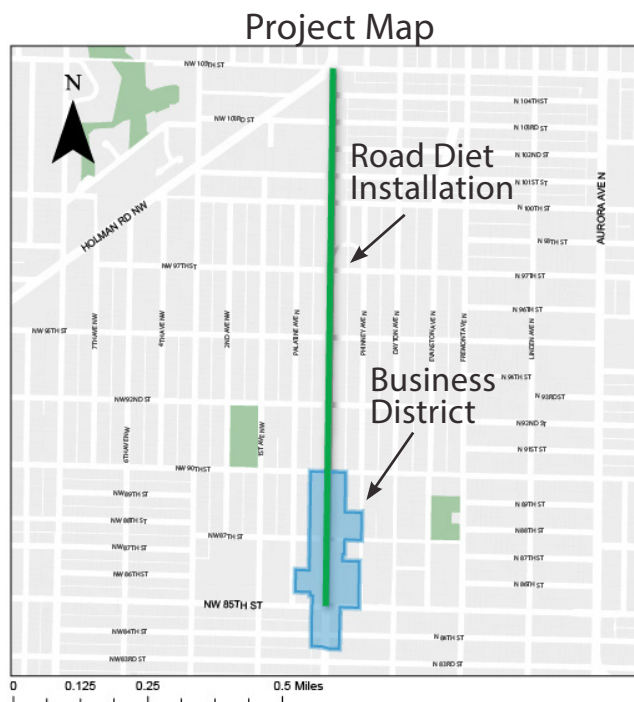 Project Map
NW 105TH ST
N
N 104TH ST
NW 103RD ST
N 103RD ST
Road Diet
Installation
N 102ND ST
N 101ST ST
N 100TH ST
AURORA AVE N
HOLMAN RD NW
N 98TH ST
NW 97TH ST
N 97TH ST
N 96TH ST
NW 95TH ST
7TH AVE NW
4TH AVE NW
2ND AVE NW
PALATINE AVE N
PHINNEY AVE N
DAYTON AVE N
EVANSTON AVE N
FREMONT AVE N
LINDEN AVE N
Business
District
N 94TH ST
N 93RD ST
NW 92ND ST
N 92ND ST
6TH AVE NW
1ST AVE NW
N 91ST ST
NW 90TH ST
NW 89TH ST
N 89TH ST
NW 88TH ST
N 88TH ST
NW 87TH ST
NW 87TH ST
N 87TH ST
NW 86TH ST
N 86TH ST
NW 85TH ST
NW 84TH ST
N 84TH ST
NW 83RD ST
N 83RD ST
0 0.125 0.25 0.5 Miles